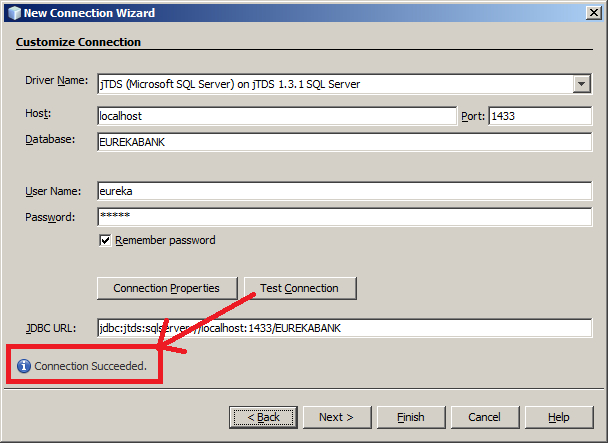 New Connection Wizard
Customize Connection
Driver Name: jTDS (Microsoft SQL Server) on jTDS 1.3.1 SQL Server
Host: localhost Port: 1433
Database: EUREKABANK
User Name: eureka
Password: *****
Remember password
Connection Properties Test Connection
JDBC URL: jdbc:jtds:sqlserver://localhost:1433/EUREKABANK
Connection Succeeded.
< Back Next > Finish Cancel Help